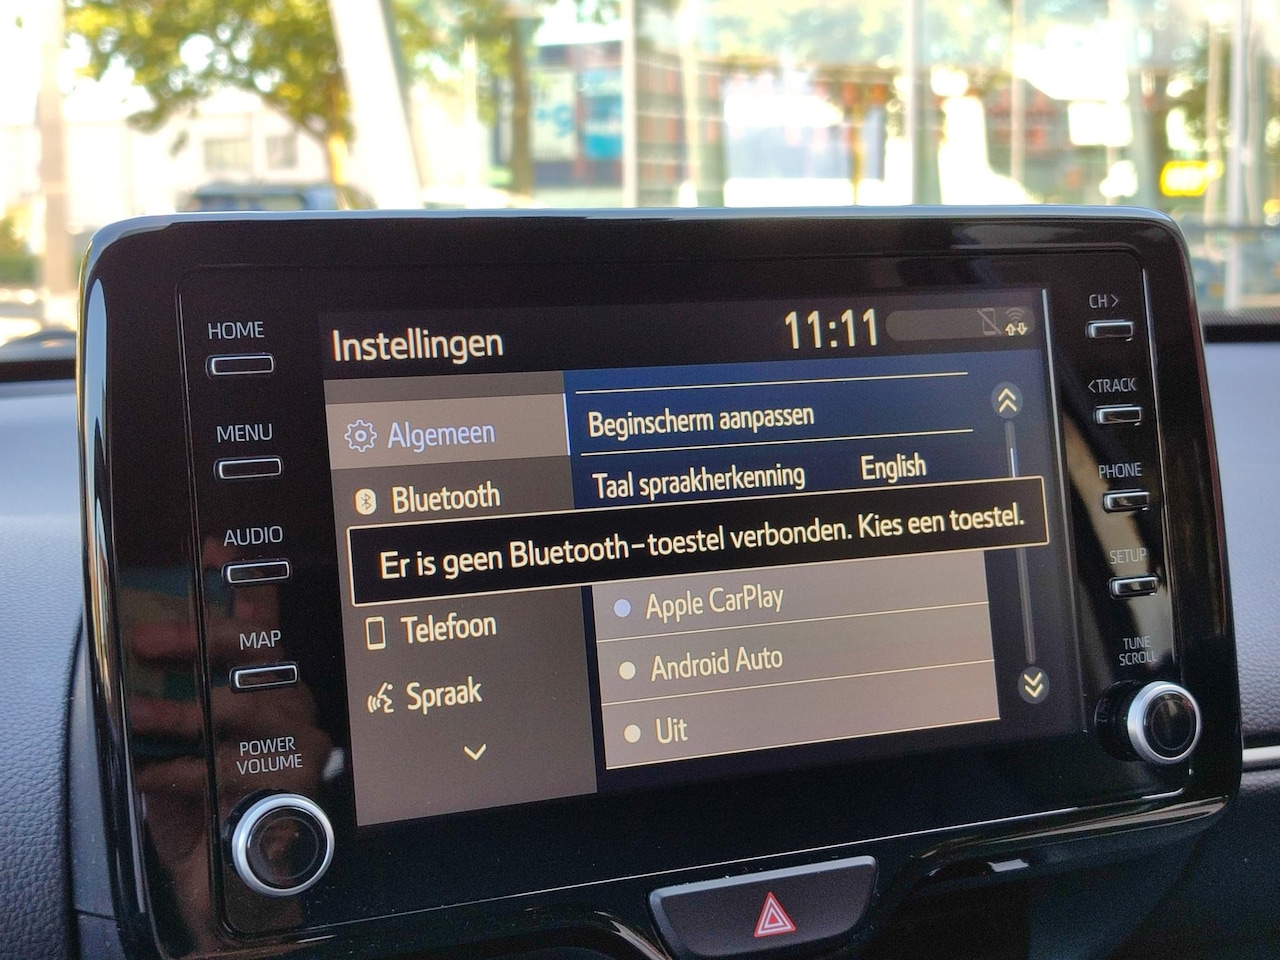 HOME
MENU
AUDIO
MAP
POWER
VOLUME
Instellingen
11:11
Algemeen
Bluetooth
Telefoon
Spraak
Beginscherm aanpassen
Taal spraakherkenning English
Er is geen Bluetooth-toestel verbonden. Kies een toestel.
Apple CarPlay
Android Auto
Uit
CH >
< TRACK
PHONE
SETUP
TUNE
SCROLL